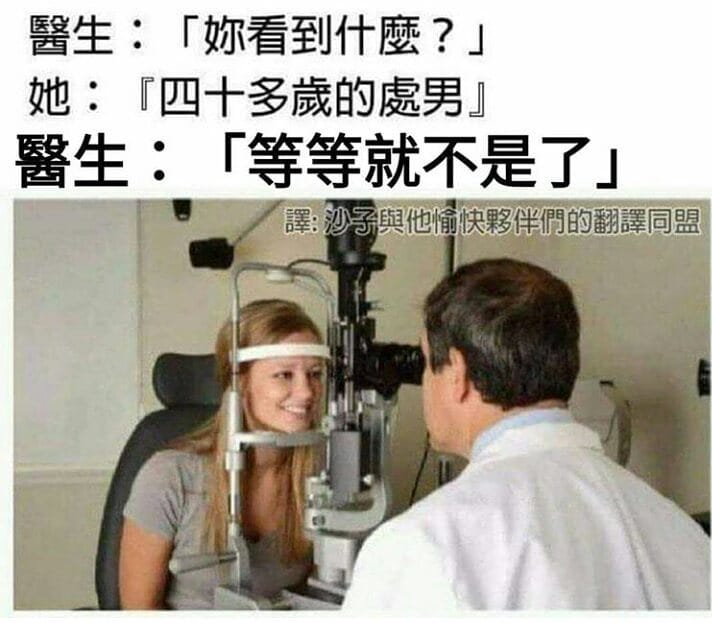 醫生：「妳看到什麼？」
她：『四十多歲的處男』
醫生：「等等就不是了」
譯: 沙子與他愉快夥伴們的翻譯同盟